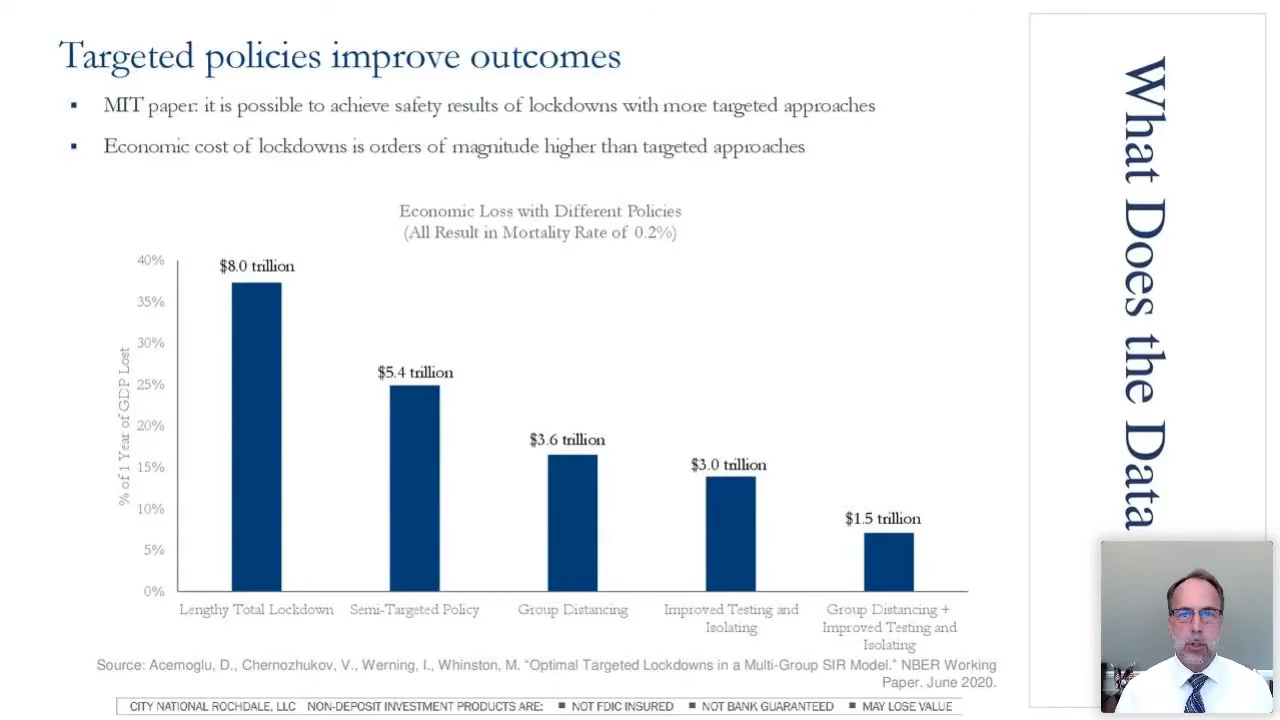 Targeted policies improve outcomes
▪ MIT paper: it is possible to achieve safety results of lockdowns with more targeted approaches
▪ Economic cost of lockdowns is orders of magnitude higher than targeted approaches
Economic Loss with Different Policies
(All Result in Mortality Rate of 0.2%)
% of 1 Year of GDP Lost
40%
35%
30%
25%
20%
15%
10%
5%
0%
$8.0 trillion
$5.4 trillion
$3.6 trillion
$3.0 trillion
$1.5 trillion
Lengthy Total Lockdown
Semi-Targeted Policy
Group Distancing
Improved Testing and
Isolating
Group Distancing +
Improved Testing and
Isolating
Source: Acemoglu, D., Chernozhukov, V., Werning, I., Whinston, M. “Optimal Targeted Lockdowns in a Multi-Group SIR Model.” NBER Working
Paper. June 2020.
CITY NATIONAL ROCHDALE, LLC NON-DEPOSIT INVESTMENT PRODUCTS ARE: ■ NOT FDIC INSURED ■ NOT BANK GUARANTEED ■ MAY LOSE VALUE
What Does the Data